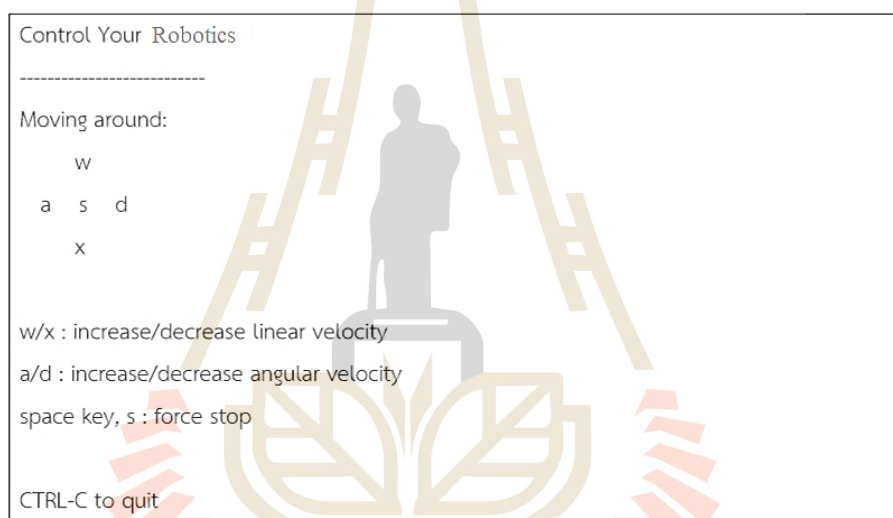 Control Your Robotics
---------------------------
Moving around:
w
a s d
x
w/x : increase/decrease linear velocity
a/d : increase/decrease angular velocity
space key, s : force stop
CTRL-C to quit